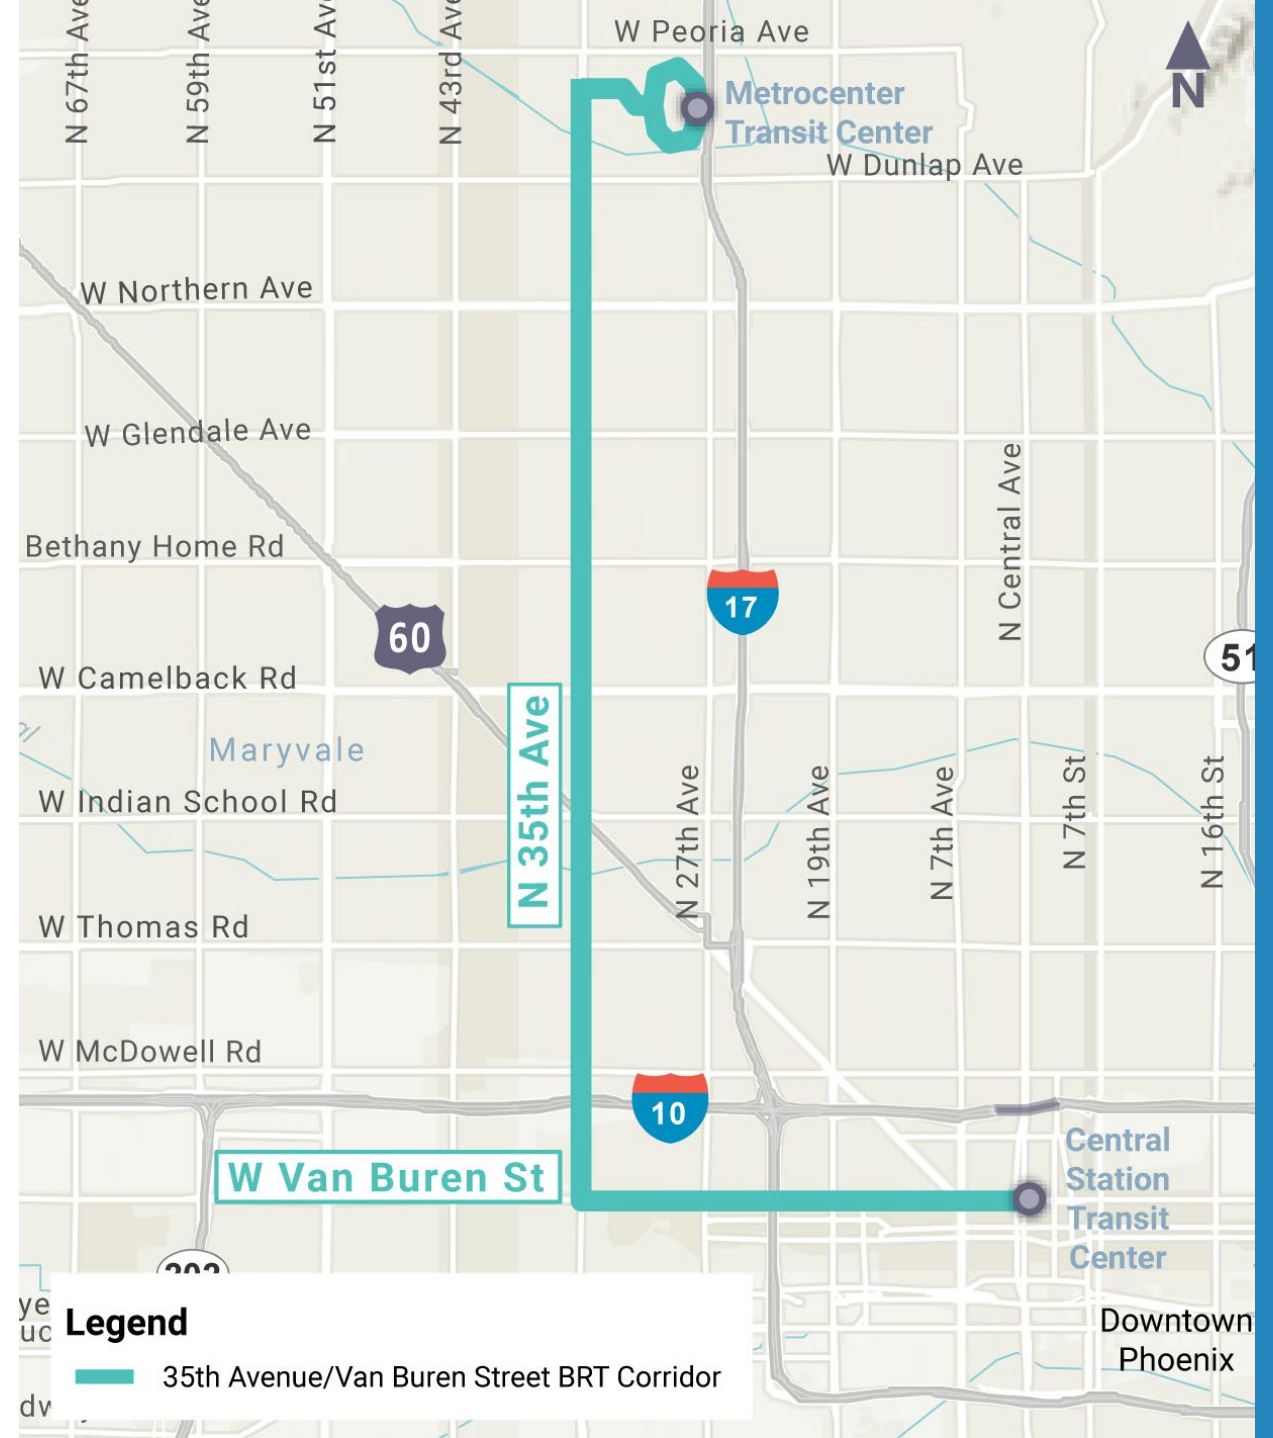 W Peoria Ave
N 67th Ave
N 59th Ave
N 51st Ave
N 43rd Ave
N
Metrocenter
Transit Center
W Dunlap Ave
W Northern Ave
W Glendale Ave
N Central Ave
Bethany Home Rd
17
60
51
W Camelback Rd
N 35th Ave
Maryvale
W Indian School Rd
N 27th Ave
N 19th Ave
N 7th Ave
N 7th St
N 16th St
W Thomas Rd
W McDowell Rd
10
Central
Station
Transit
Center
W Van Buren St
202
Legend
35th Avenue/Van Buren Street BRT Corridor
Downtown
Phoenix